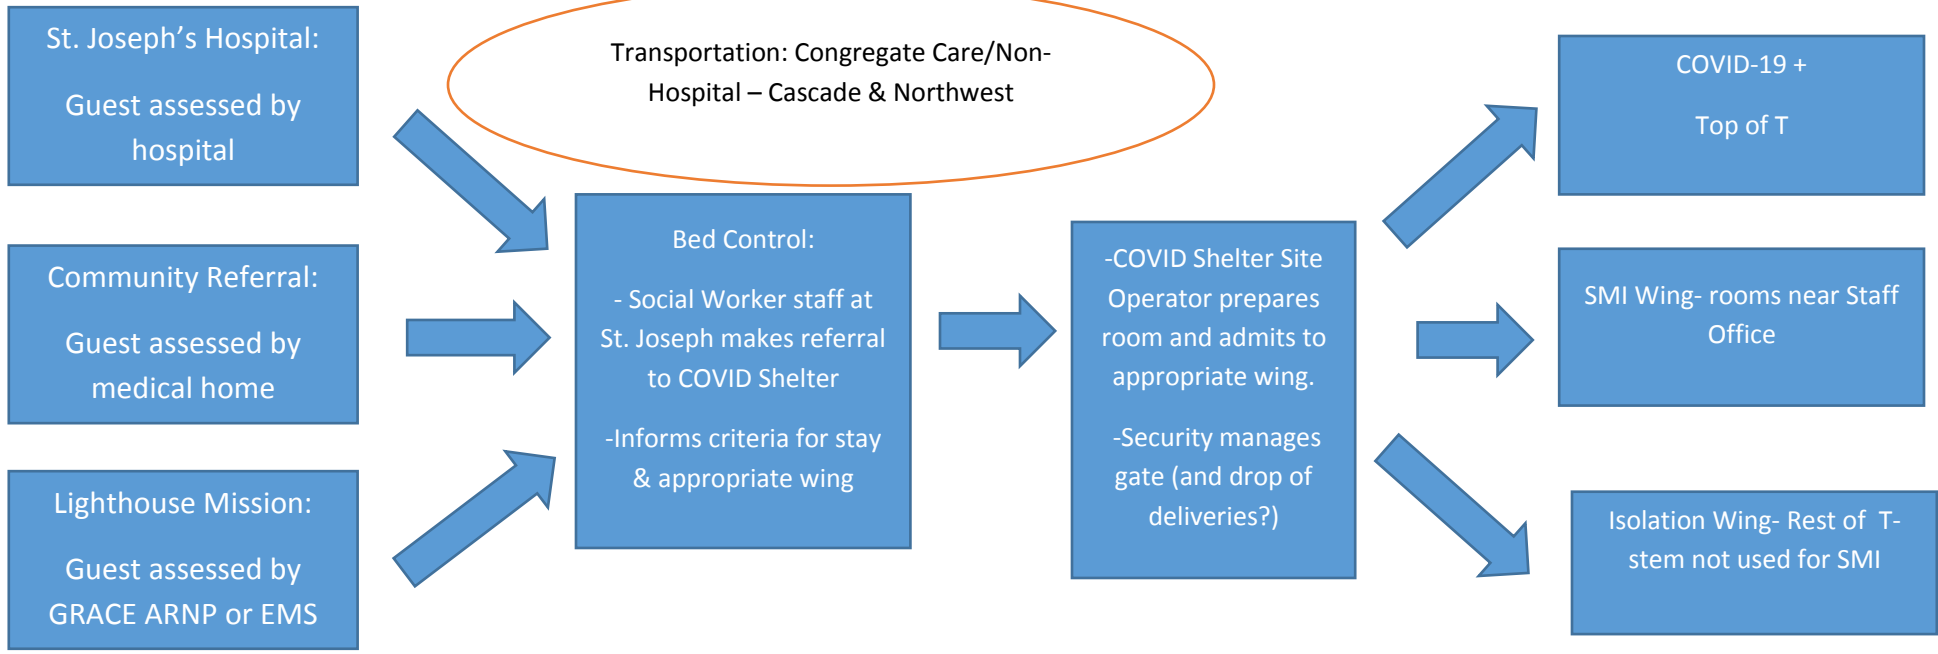 St. Joseph’s Hospital:
Guest assessed by
hospital
Community Referral:
Guest assessed by
medical home
Lighthouse Mission:
Guest assessed by
GRACE ARNP or EMS
Transportation: Congregate Care/Non-
Hospital – Cascade & Northwest
Bed Control:
- Social Worker staff at
St. Joseph makes referral
to COVID Shelter
-Informs criteria for stay
& appropriate wing
-COVID Shelter Site
Operator prepares
room and admits to
appropriate wing.
-Security manages
gate (and drop of
deliveries?)
COVID-19 +
Top of T
SMI Wing- rooms near Staff
Office
Isolation Wing- Rest of  T-
stem not used for SMI